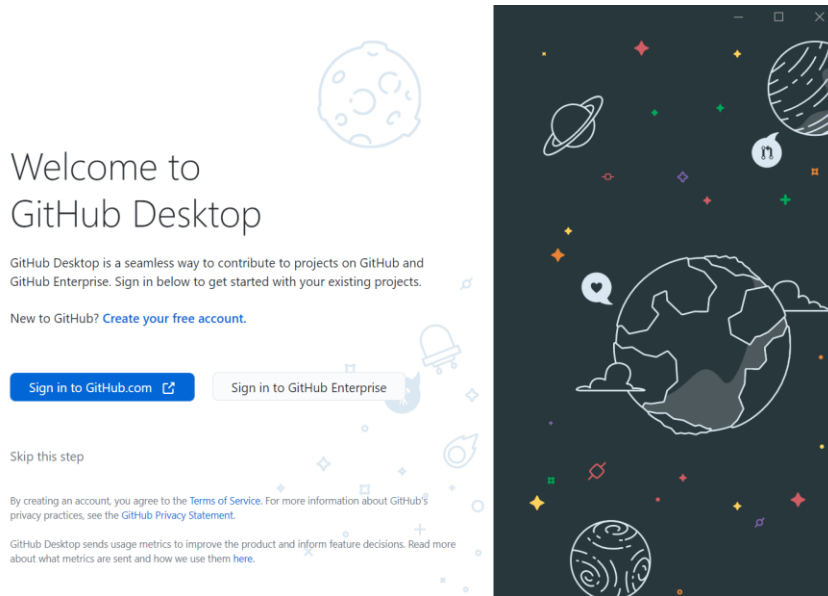 Welcome to
GitHub Desktop
GitHub Desktop is a seamless way to contribute to projects on GitHub and
GitHub Enterprise. Sign in below to get started with your existing projects.
New to GitHub? Create your free account.
Sign in to GitHub.com
Sign in to GitHub Enterprise
Skip this step
By creating an account, you agree to the Terms of Service. For more information about GitHub's
privacy practices, see the GitHub Privacy Statement.
GitHub Desktop sends usage metrics to improve the product and inform feature decisions. Read more
about what metrics are sent and how we use them here.